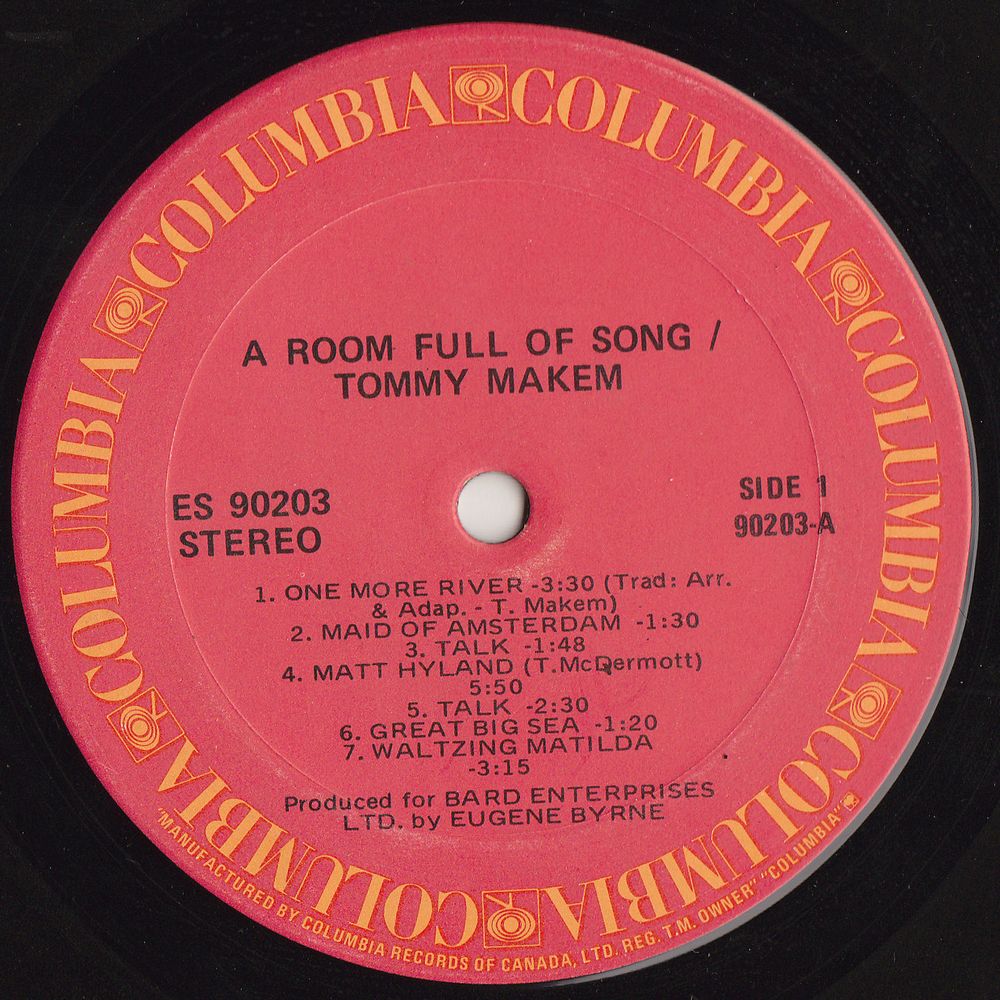 COLUMBIA COLUMBIA COLUMBIA COLUMBIA COLUMBIA COLUMBIA
A ROOM FULL OF SONG /
TOMMY MAKEM
ES 90203
STEREO
SIDE 1
90203-A
1. ONE MORE RIVER -3:30 (Trad: Arr.
& Adap. - T. Makem)
2. MAID OF AMSTERDAM -1:30
3. TALK -1:48
4. MATT HYLAND (T.McDermott)
5:50
5. TALK -2:30
6. GREAT BIG SEA -1:20
7. WALTZING MATILDA
-3:15
Produced for BARD ENTERPRISES
LTD. by EUGENE BYRNE
"MANUFACTURED BY COLUMBIA RECORDS OF CANADA, LTD. REG. T.M. OWNER" "COLUMBIA"